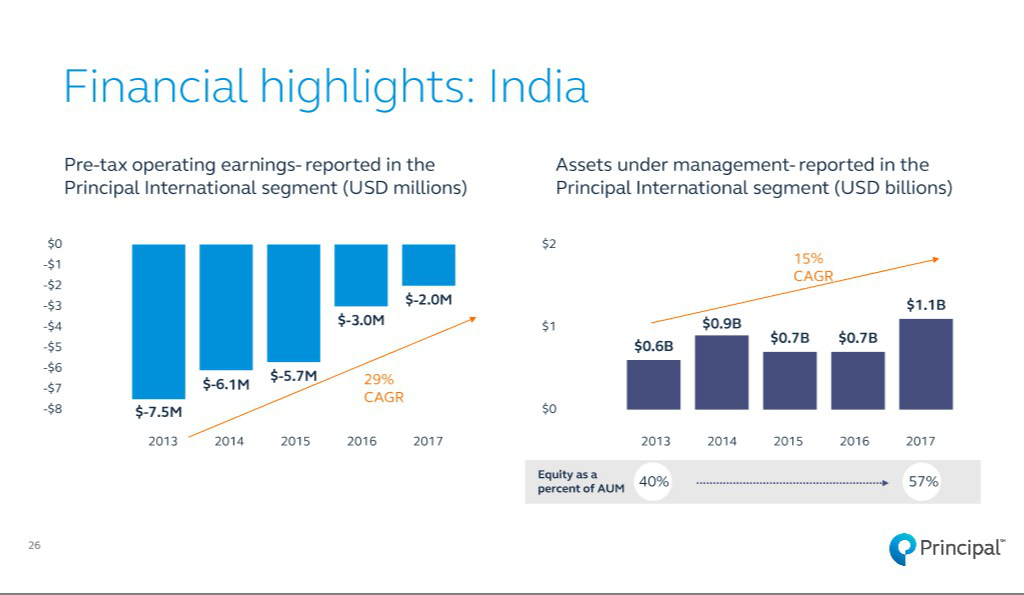 Financial highlights: India
Pre-tax operating earnings- reported in the
Principal International segment (USD millions)
$0
-$1
-$2
-$3
-$4
-$5
-$6
-$7
-$8
$-7.5M
$-6.1M
$-5.7M
$-3.0M
$-2.0M
29%
CAGR
2013 2014 2015 2016 2017
Assets under management- reported in the
Principal International segment (USD billions)
$2
$1
$0
15%
CAGR
$0.6B
$0.9B
$0.7B
$0.7B
$1.1B
2013 2014 2015 2016 2017
Equity as a
percent of AUM
40%
57%
26
Principal℠